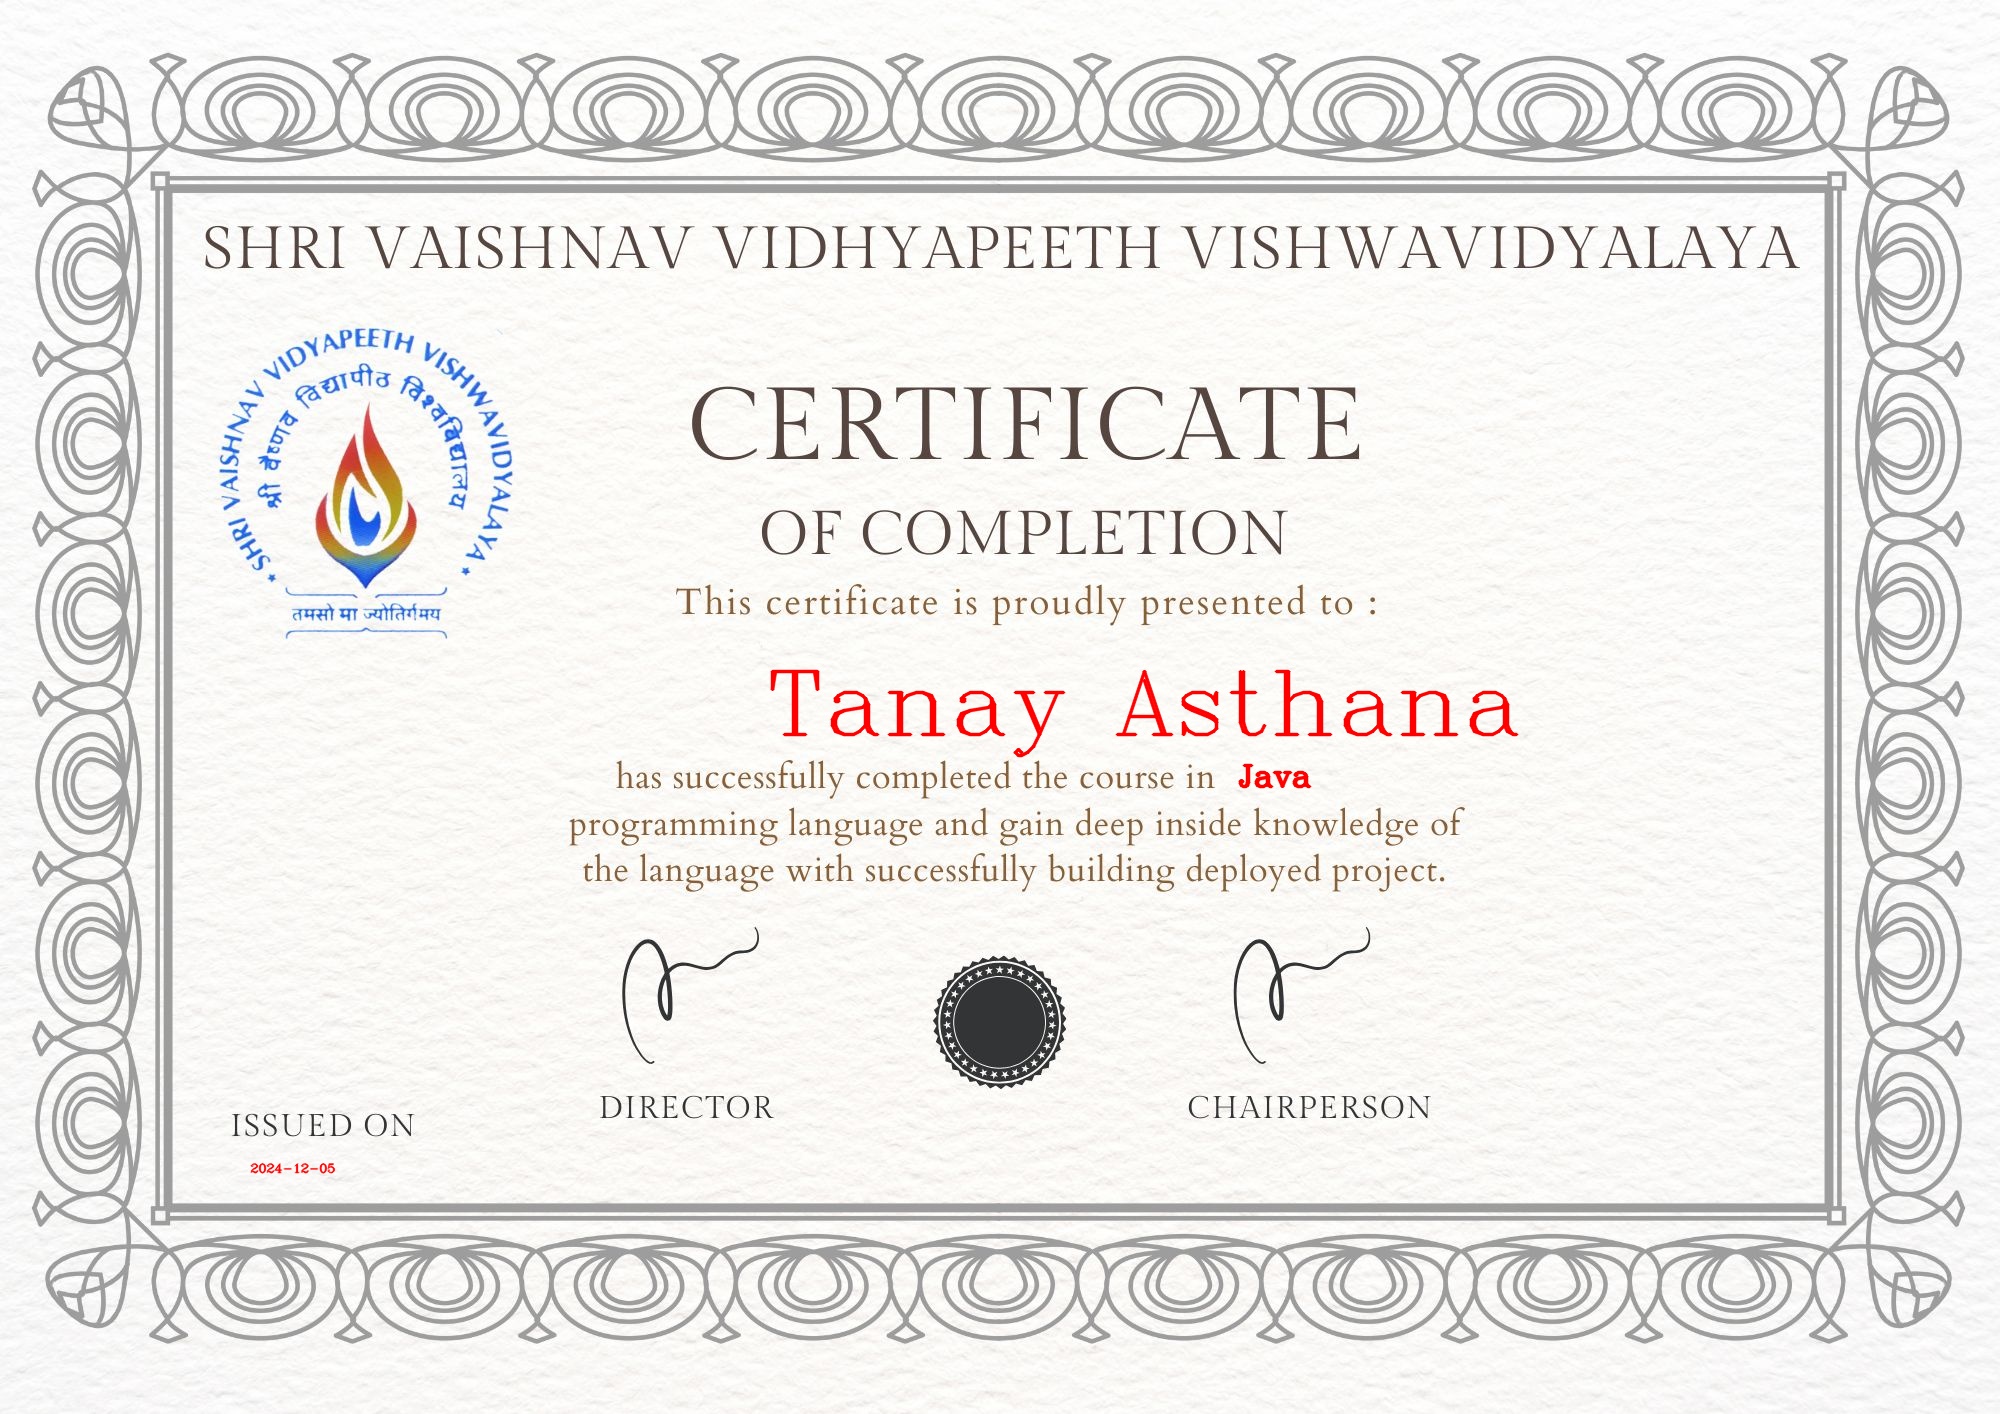 SHRI VAISHNAV VIDHYAPEETH VISHWAVIDYALAYA
SHRI VAISHNAV VIDYAPEETH VISHWAVIDYALAYA
श्री वैष्णव विद्यापीठ विश्वविद्यालय
तमसो मा ज्योतिर्गमय
CERTIFICATE
OF COMPLETION
This certificate is proudly presented to :
Tanay Asthana
has successfully completed the course in Java
programming language and gain deep inside knowledge of
the language with successfully building deployed project.
DIRECTOR
CHAIRPERSON
ISSUED ON
2024-12-05